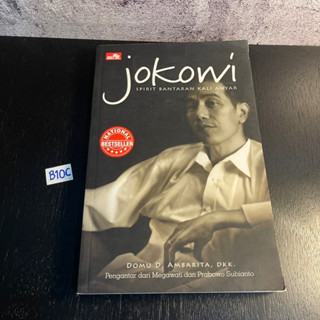 jokowi
SPIRIT BANTARAN KALI ANYAR
NATIONAL
BESTSELLER
B10C
DOMU D. AMBARITA, DKK.
Pengantar dari Megawati dan Prabowo Subianto